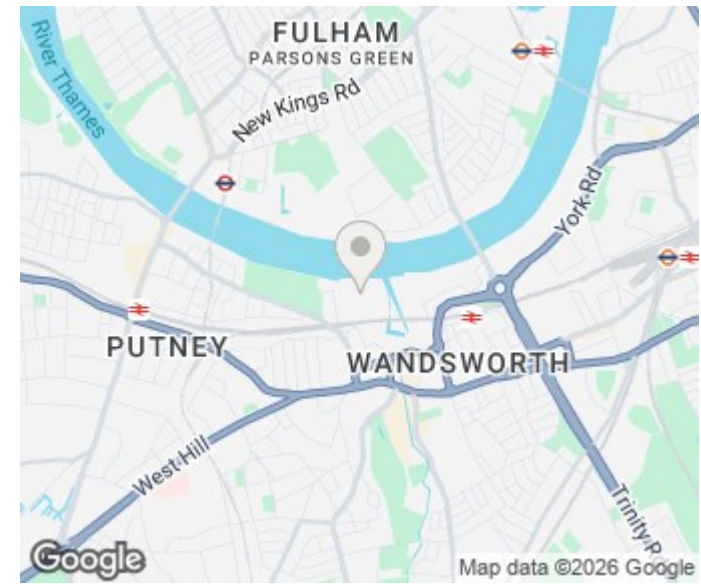 FULHAM
PARSONS GREEN
River Thames
New Kings Rd
York Rd
PUTNEY
WANDSWORTH
West Hill
Trinity R
Google
Map data ©2026 Google